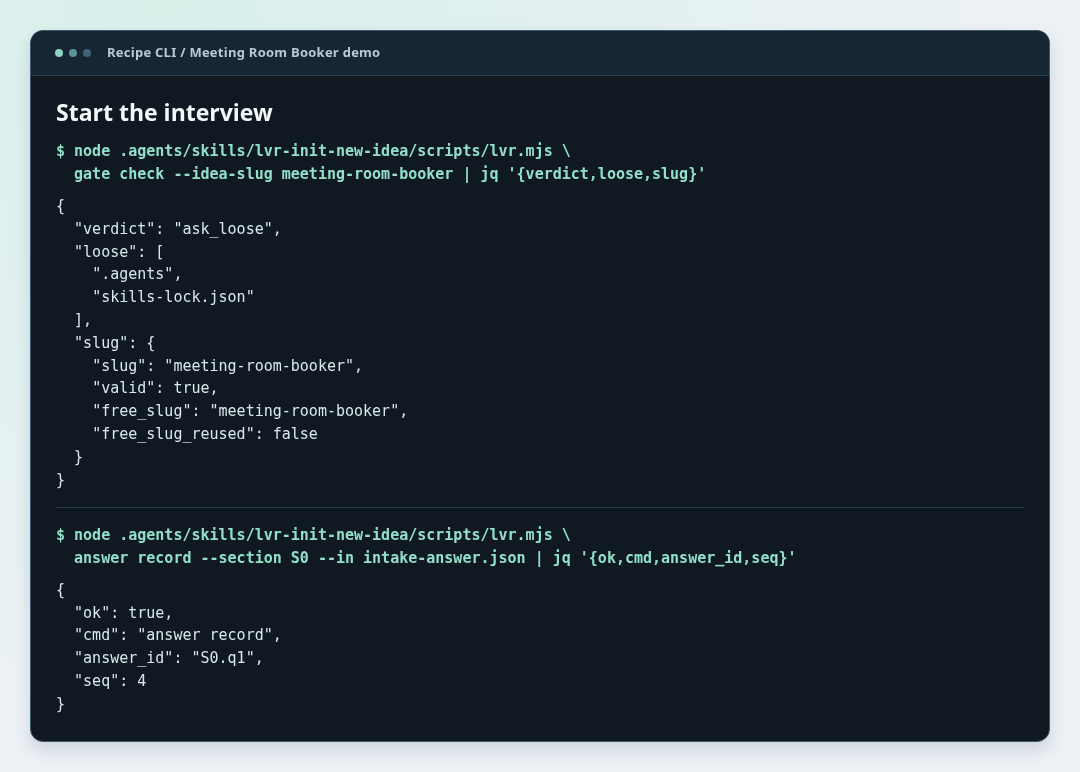 Recipe CLI / Meeting Room Booker demo
Start the interview
$ node .agents/skills/lvr-init-new-idea/scripts/lvr.mjs \
  gate check --idea-slug meeting-room-booker | jq '{verdict,loose,slug}'
{
  "verdict": "ask_loose",
  "loose": [
    ".agents",
    "skills-lock.json"
  ],
  "slug": {
    "slug": "meeting-room-booker",
    "valid": true,
    "free_slug": "meeting-room-booker",
    "free_slug_reused": false
  }
}
$ node .agents/skills/lvr-init-new-idea/scripts/lvr.mjs \
  answer record --section S0 --in intake-answer.json | jq '{ok,cmd,answer_id,seq}'
{
  "ok": true,
  "cmd": "answer record",
  "answer_id": "S0.q1",
  "seq": 4
}